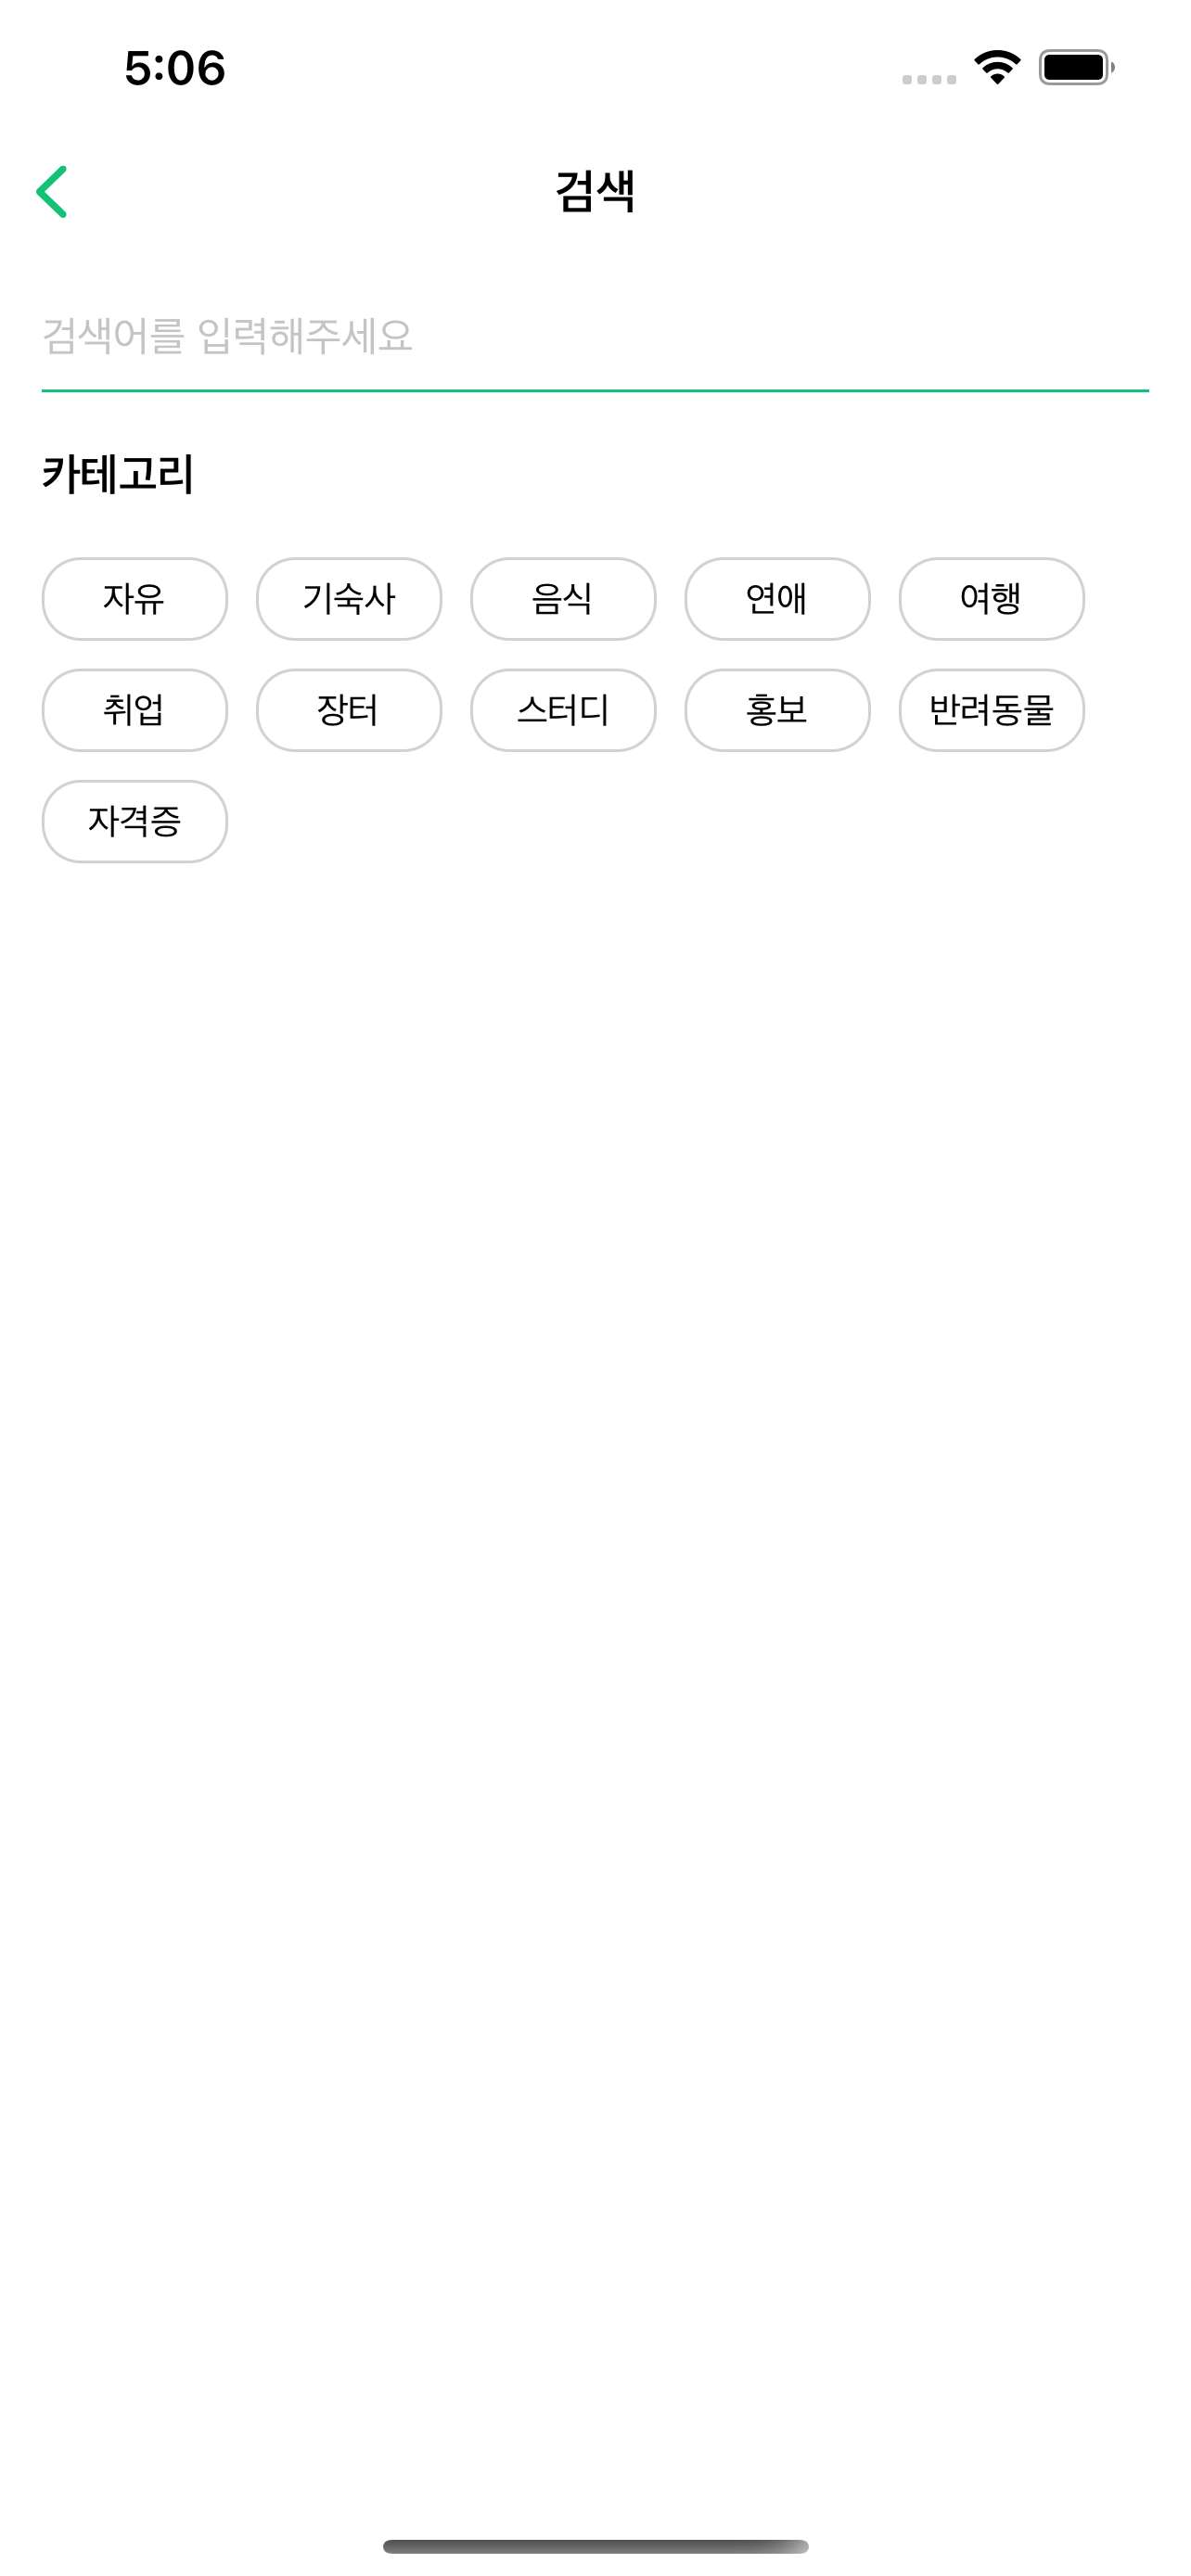 5:06
검색
검색어를 입력해주세요
카테고리
자유 기숙사 음식 연애 여행
취업 장터 스터디 홍보 반려동물
자격증